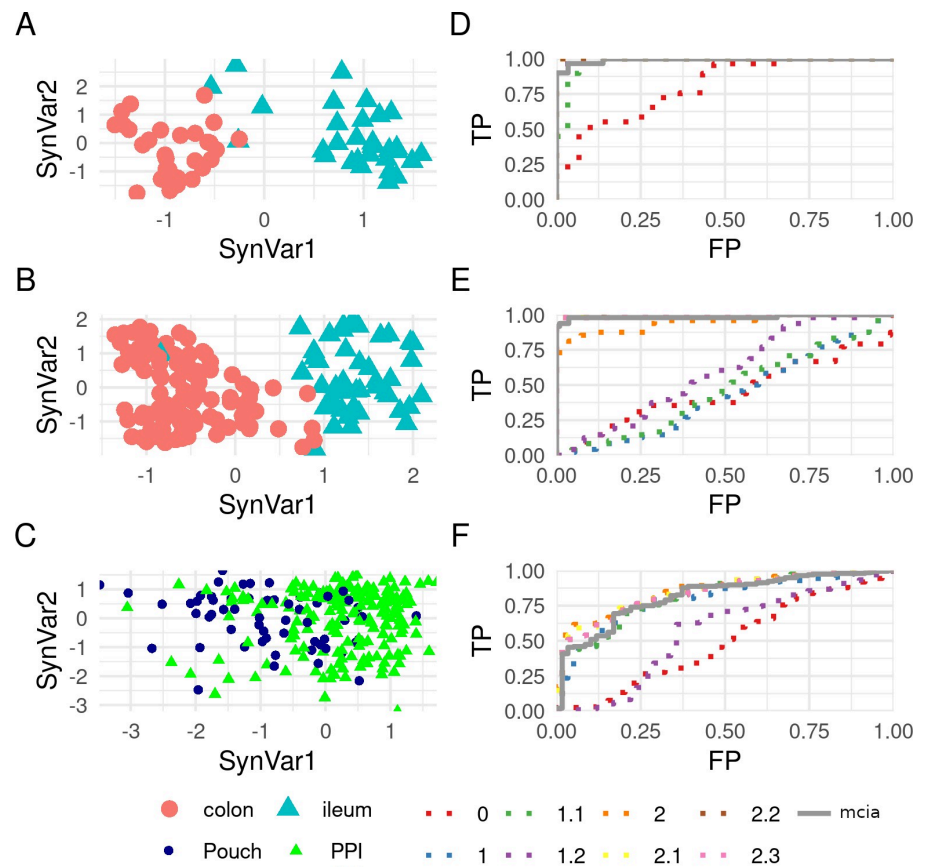 A
SynVar2
2
1
0
-1
-1 0 1
SynVar1
D
TP
1.00
0.75
0.50
0.25
0.00
0.00 0.25 0.50 0.75 1.00
FP
B
SynVar2
2
1
0
-1
-1 0 1 2
SynVar1
E
TP
1.00
0.75
0.50
0.25
0.00
0.00 0.25 0.50 0.75 1.00
FP
C
SynVar2
1
0
-1
-2
-3
-3 -2 -1 0 1
SynVar1
F
TP
1.00
0.75
0.50
0.25
0.00
0.00 0.25 0.50 0.75 1.00
FP
colon ileum 0 1.1 2 2.2 mcia
Pouch PPI 1 1.2 2.1 2.3